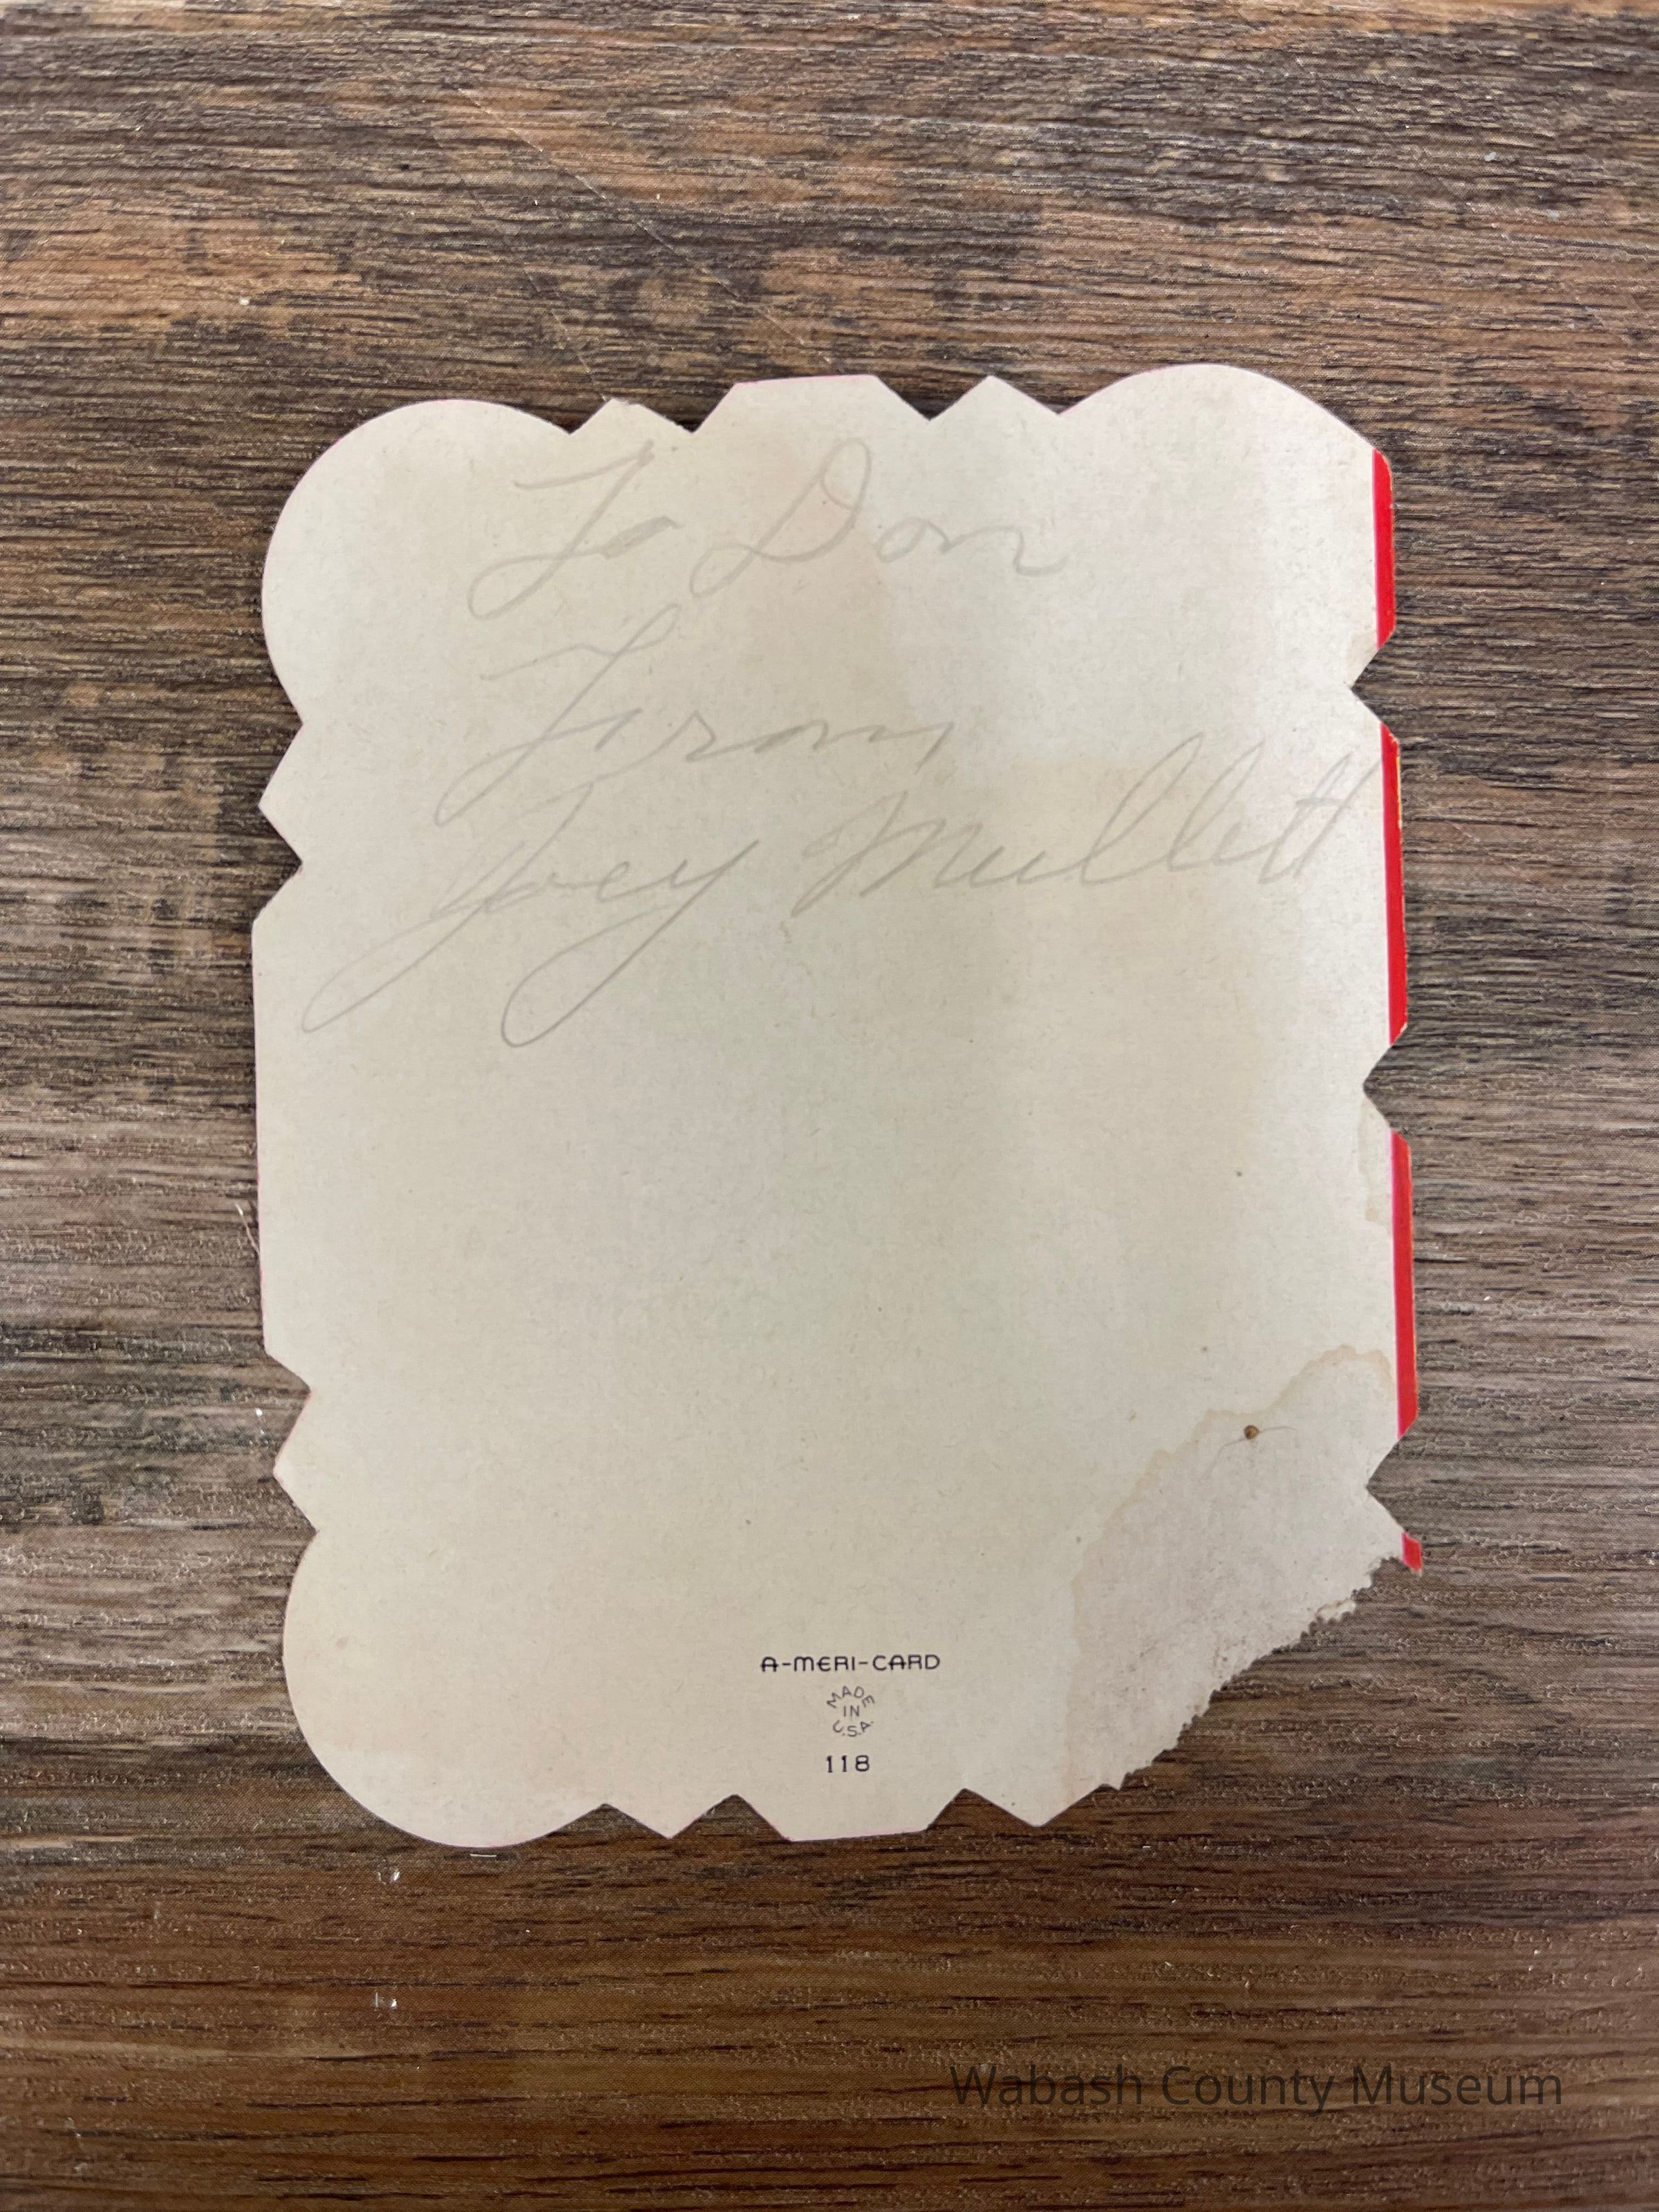 To Don
From
Joey Mullett
A-MERI-CARD
MADE
IN
U.S.A.
118
Wabash County Museum